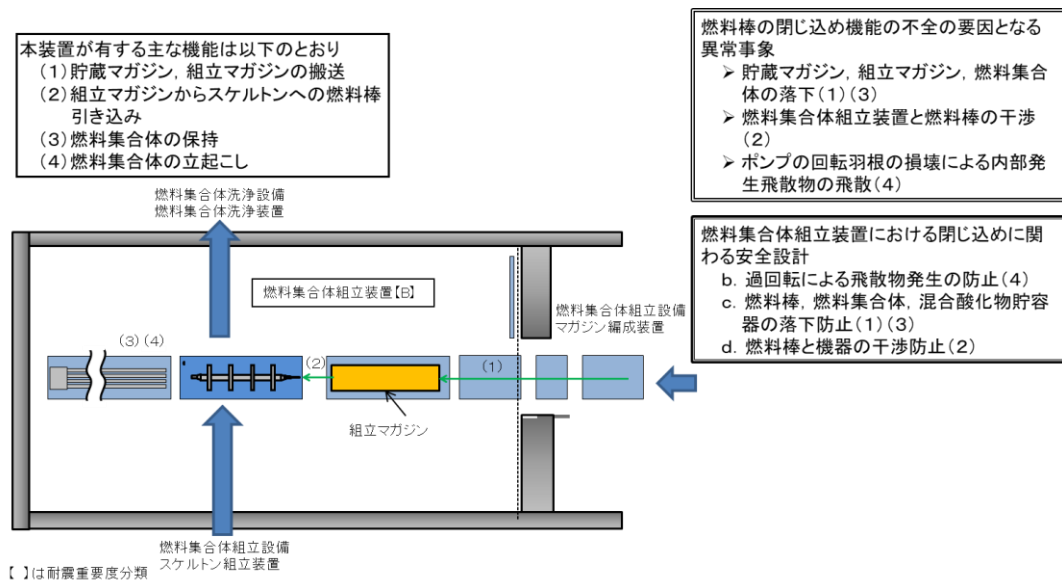 本装置が有する主な機能は以下のとおり
(1)貯蔵マガジン，組立マガジンの搬送
(2)組立マガジンからスケルトンへの燃料棒
引き込み
(3)燃料集合体の保持
(4)燃料集合体の立起こし
燃料棒の閉じ込め機能の不全の要因となる
異常事象
➢ 貯蔵マガジン，組立マガジン，燃料集合
体の落下(1)(3)
➢ 燃料集合体組立装置と燃料棒の干渉
(2)
➢ ポンプの回転羽根の損壊による内部発
生飛散物の飛散(4)
燃料集合体組立装置における閉じ込めに関
わる安全設計
b. 過回転による飛散物発生の防止(4)
c. 燃料棒，燃料集合体，混合酸化物貯容
器の落下防止(1)(3)
d. 燃料棒と機器の干渉防止(2)
燃料集合体洗浄設備
燃料集合体洗浄装置
燃料集合体組立装置【B】
燃料集合体組立設備
マガジン編成装置
(3)(4)
(2)
(1)
組立マガジン
燃料集合体組立設備
スケルトン組立装置
【 】は耐震重要度分類